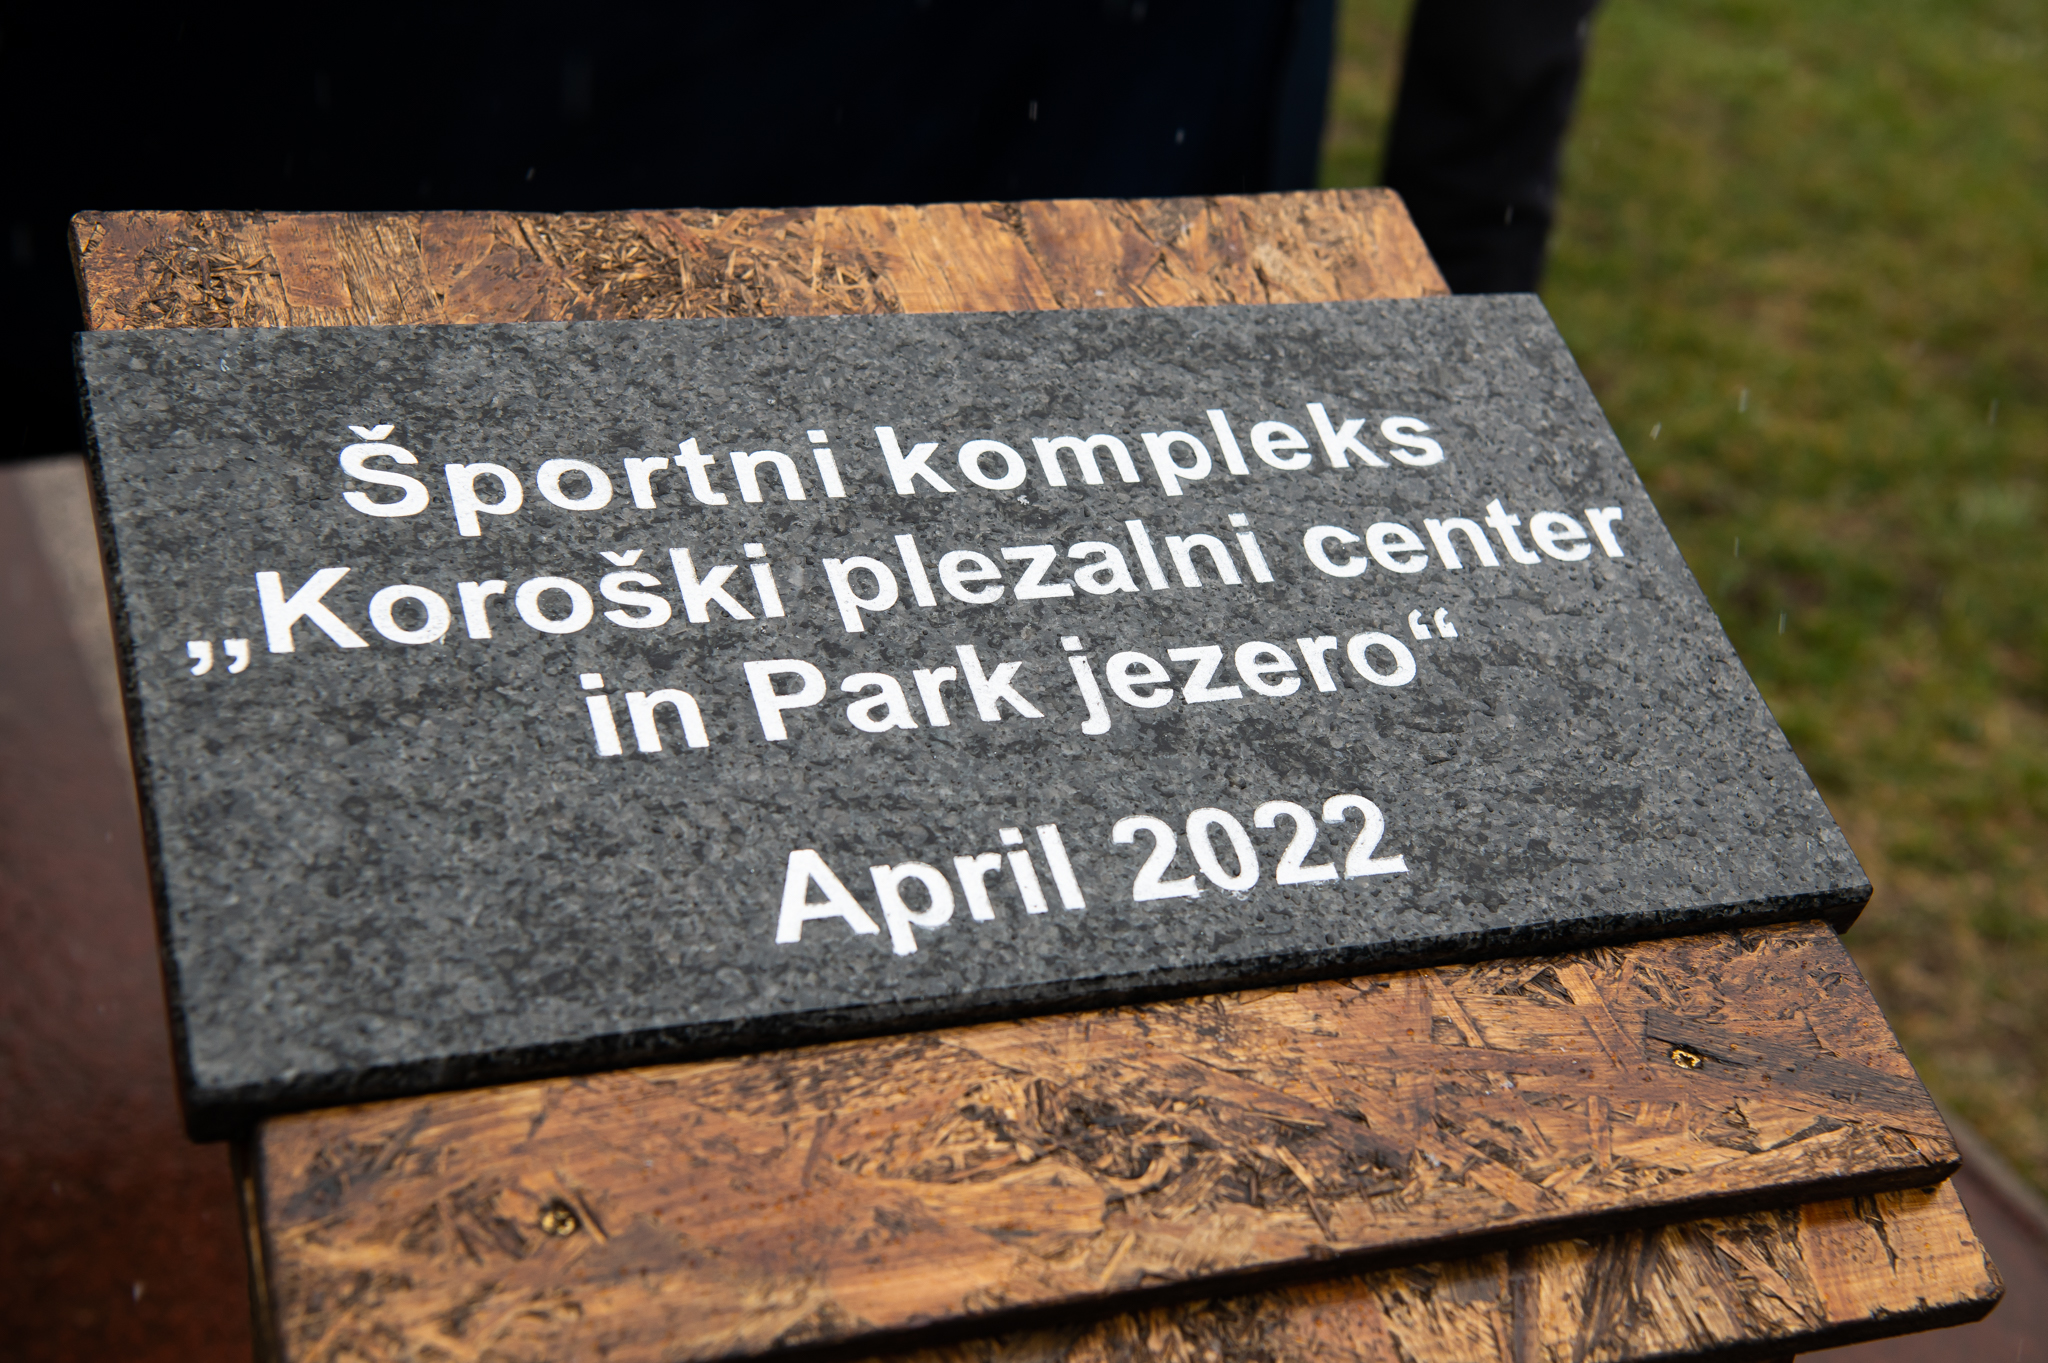 Športni kompleks
„Koroški plezalni center
in Park jezero“
April 2022